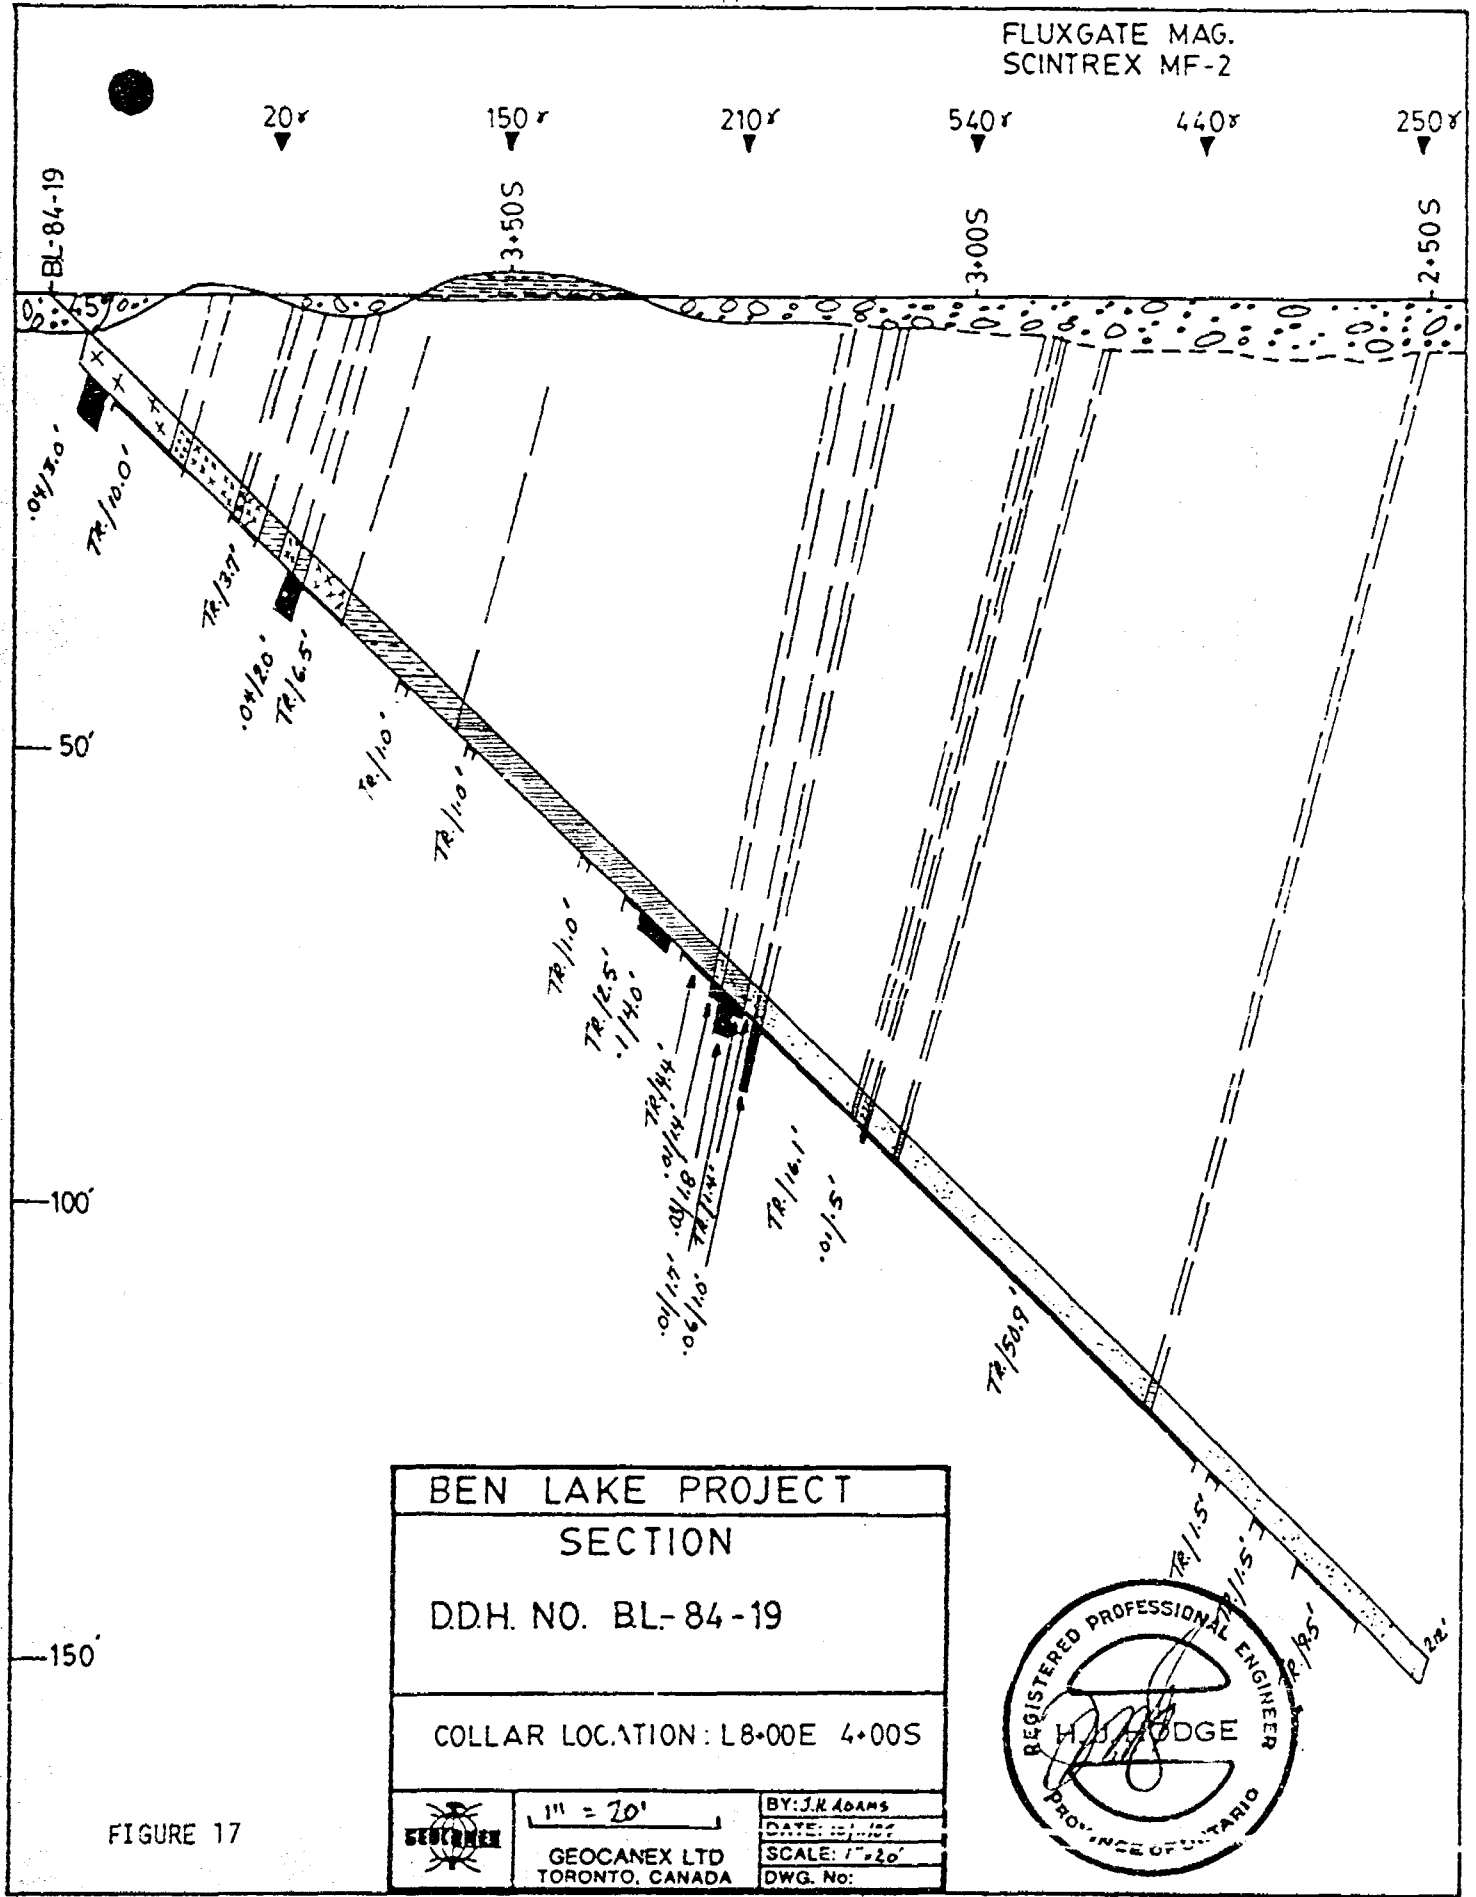 FLUXGATE MAG.
SCINTREX MF-2
20γ 150γ 210γ 540γ 440γ 250γ
BL-84-19
3+50S
3+00S
2+50S
45°
.04/3.0'
TR./10.0'
TR./3.7'
.04/2.0'
TR./6.5'
50'
TR./1.0'
TR./1.0'
TR./1.0'
TR./2.5'
.1/4.0'
TR./4.4'
.01/1.4'
.03/1.8'
TR./1.4'
.01/1.7'
.06/1.0'
TR./16.1'
.01/1.5'
100'
TR./50.9'
TR./1.5'
TR./1.5'
212'
150'
BEN LAKE PROJECT
SECTION
D.D.H. NO. BL-84-19
COLLAR LOCATION: L8+00E 4+00S
GEOCANEX
1" = 20'
GEOCANEX LTD
TORONTO, CANADA
BY: J.K. ADAMS
DATE:
SCALE: 1"=20'
DWG. No:
REGISTERED PROFESSIONAL ENGINEER
HODGE
PROVINCE OF ONTARIO
FIGURE 17